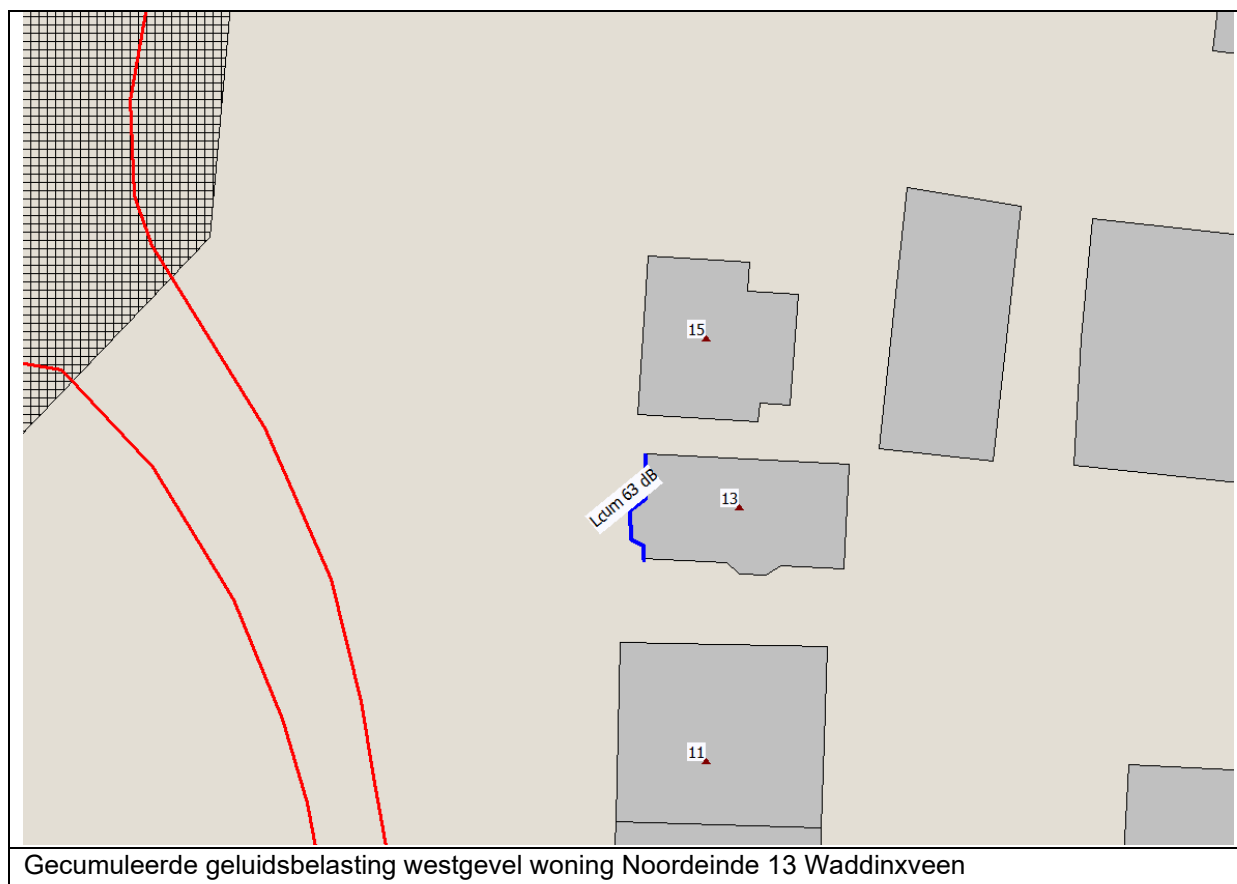 15
Lcum 63 dB
13
11
Gecumuleerde geluidsbelasting westgevel woning Noordeinde 13 Waddinxveen